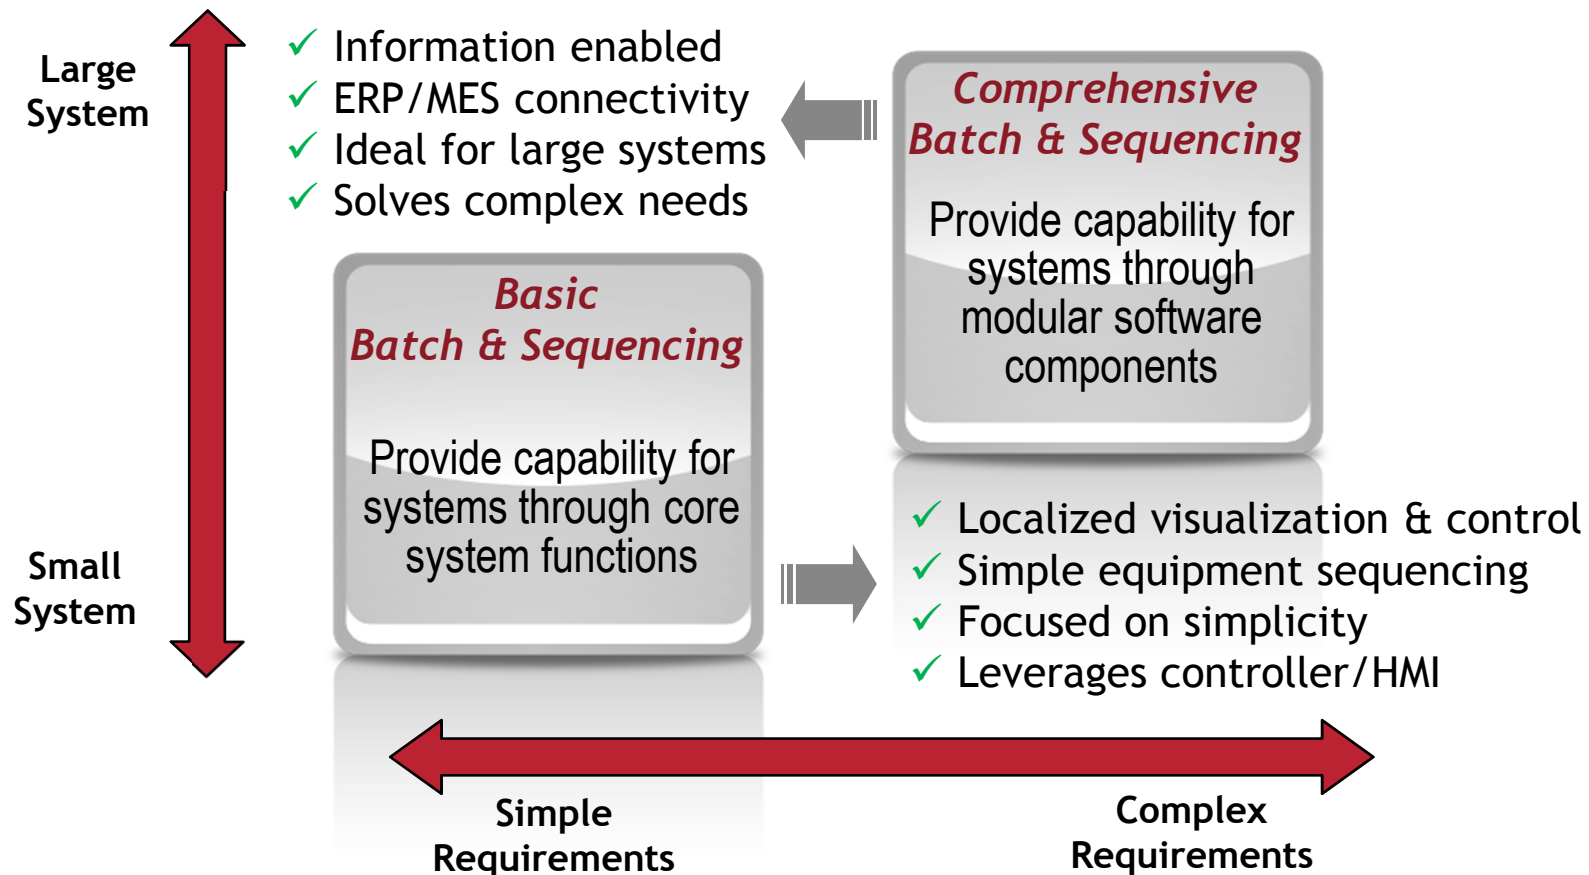 Large
System
Information enabled
ERP/MES connectivity
Ideal for large systems
Solves complex needs
Comprehensive
Batch & Sequencing
Provide capability for
systems through
modular software
components
Basic
Batch & Sequencing
Provide capability for
systems through core
system functions
Small
System
Localized visualization & control
Simple equipment sequencing
Focused on simplicity
Leverages controller/HMI
Simple
Requirements
Complex
Requirements